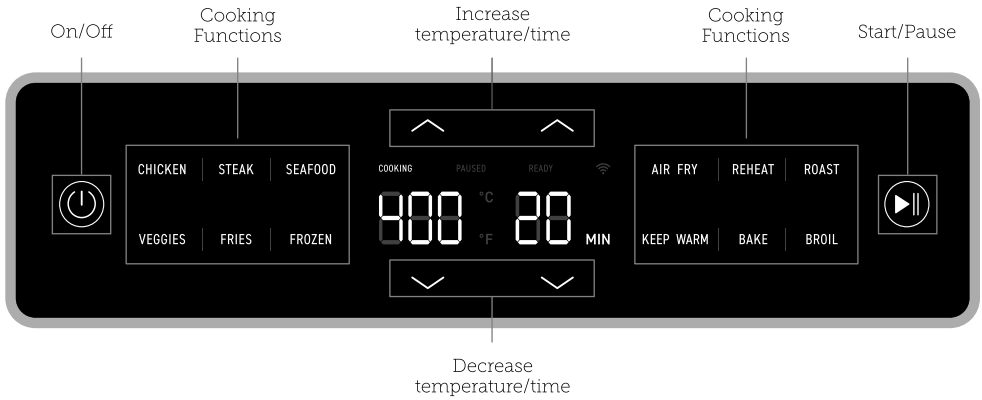 On/Off
Cooking
Functions
Increase
temperature/time
Cooking
Functions
Start/Pause
CHICKEN STEAK SEAFOOD
VEGGIES FRIES FROZEN
COOKING PAUSED READY
400 °C °F 20 MIN
AIR FRY REHEAT ROAST
KEEP WARM BAKE BROIL
Decrease
temperature/time